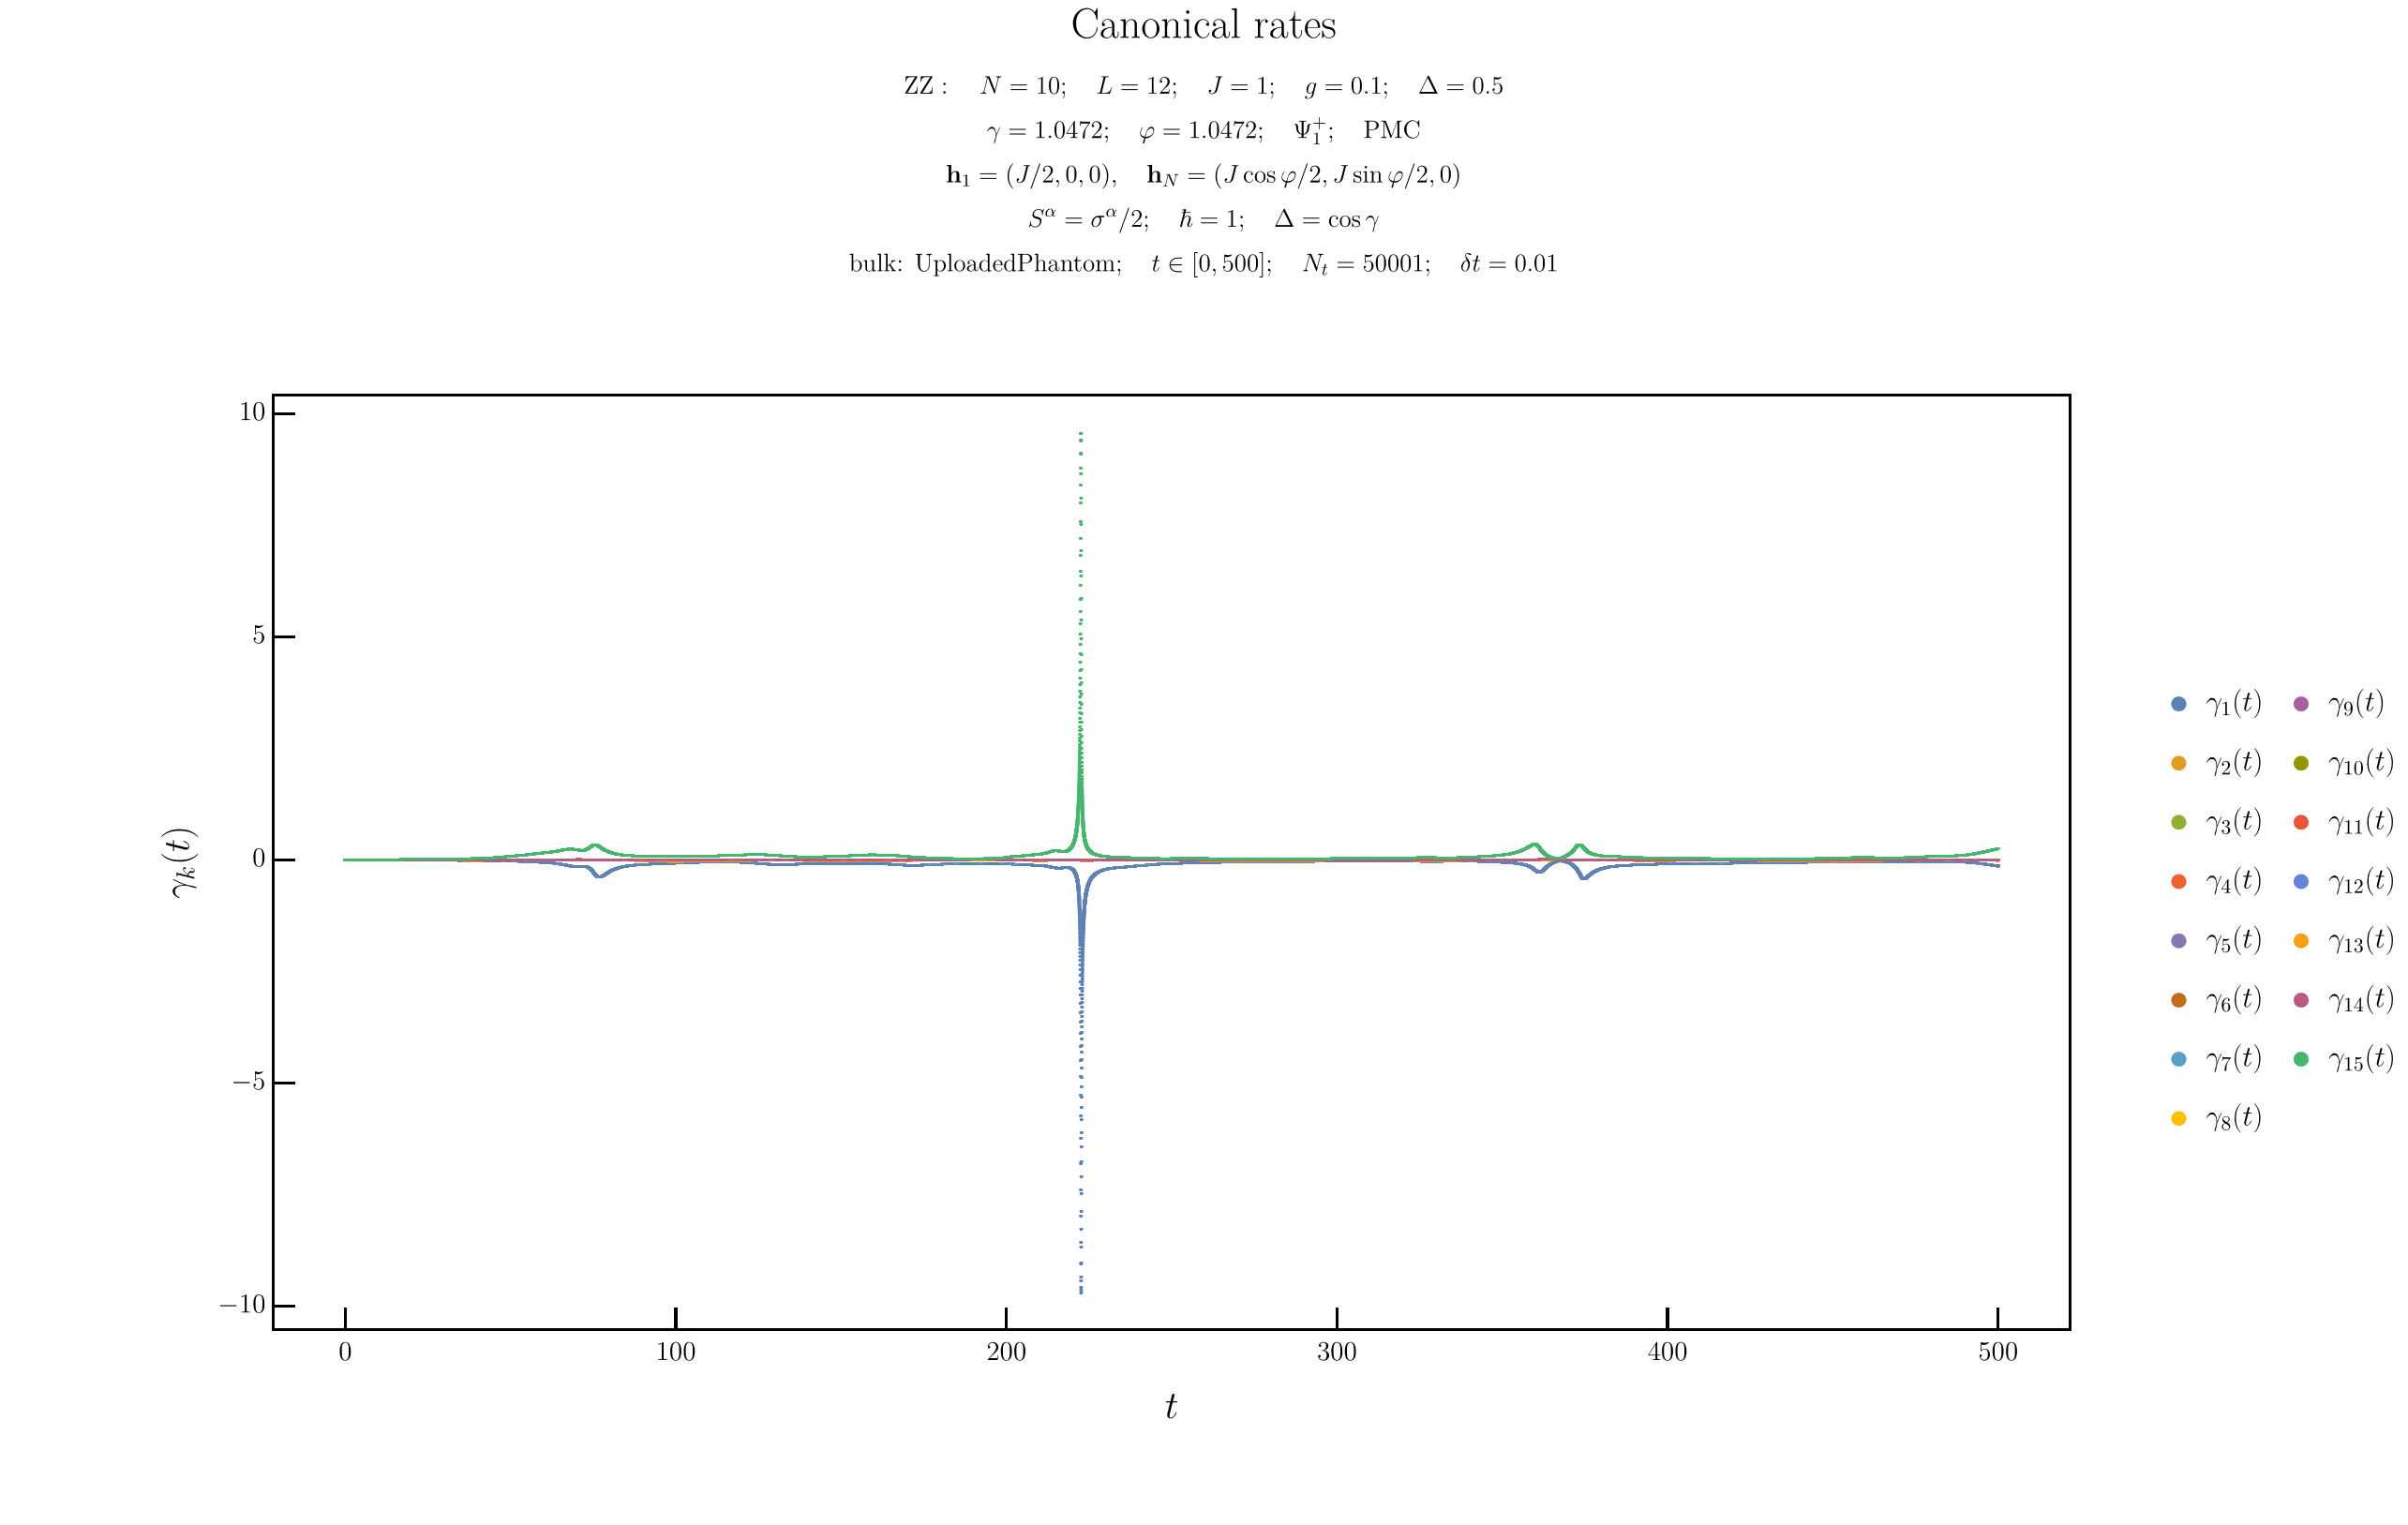 Canonical rates
ZZ : N = 10; L = 12; J = 1; g = 0.1; Δ = 0.5
γ = 1.0472; φ = 1.0472; Ψ₁⁺; PMC
h₁ = (J/2, 0, 0), h_N = (J cos φ/2, J sin φ/2, 0)
S^α = σ^α/2; ℏ = 1; Δ = cos γ
bulk: UploadedPhantom; t ∈ [0, 500]; N_t = 50001; δt = 0.01
γ_k(t)
10
5
0
−5
−10
0 100 200 300 400 500
t
γ₁(t) γ₉(t)
γ₂(t) γ₁₀(t)
γ₃(t) γ₁₁(t)
γ₄(t) γ₁₂(t)
γ₅(t) γ₁₃(t)
γ₆(t) γ₁₄(t)
γ₇(t) γ₁₅(t)
γ₈(t)